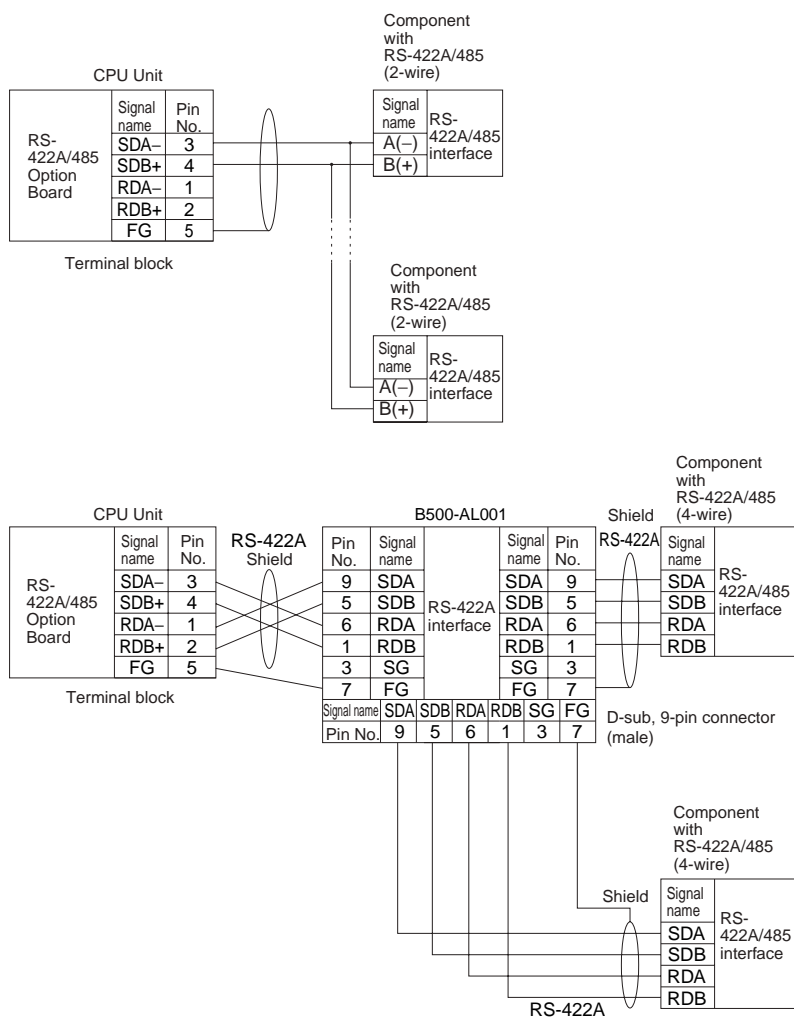 Component
with
RS-422A/485
(2-wire)
CPU Unit
RS-
422A/485
Option
Board
Signal
name
Pin
No.
SDA– 3
SDB+ 4
RDA– 1
RDB+ 2
FG 5
Terminal block
Signal
name
A(–)
B(+)
RS-
422A/485
interface
Component
with
RS-422A/485
(2-wire)
Signal
name
A(–)
B(+)
RS-
422A/485
interface
CPU Unit
RS-
422A/485
Option
Board
Signal
name
Pin
No.
SDA– 3
SDB+ 4
RDA– 1
RDB+ 2
FG 5
Terminal block
RS-422A
Shield
B500-AL001
Pin
No.
Signal
name
9 SDA
5 SDB
6 RDA
1 RDB
3 SG
7 FG
RS-422A
interface
Signal
name
Pin
No.
SDA 9
SDB 5
RDA 6
RDB 1
SG 3
FG 7
Signal name SDA SDB RDA RDB SG FG
Pin No. 9 5 6 1 3 7
D-sub, 9-pin connector
(male)
Shield
RS-422A
Component
with
RS-422A/485
(4-wire)
Signal
name
SDA
SDB
RDA
RDB
RS-
422A/485
interface
Component
with
RS-422A/485
(4-wire)
Shield
RS-422A
Signal
name
SDA
SDB
RDA
RDB
RS-
422A/485
interface